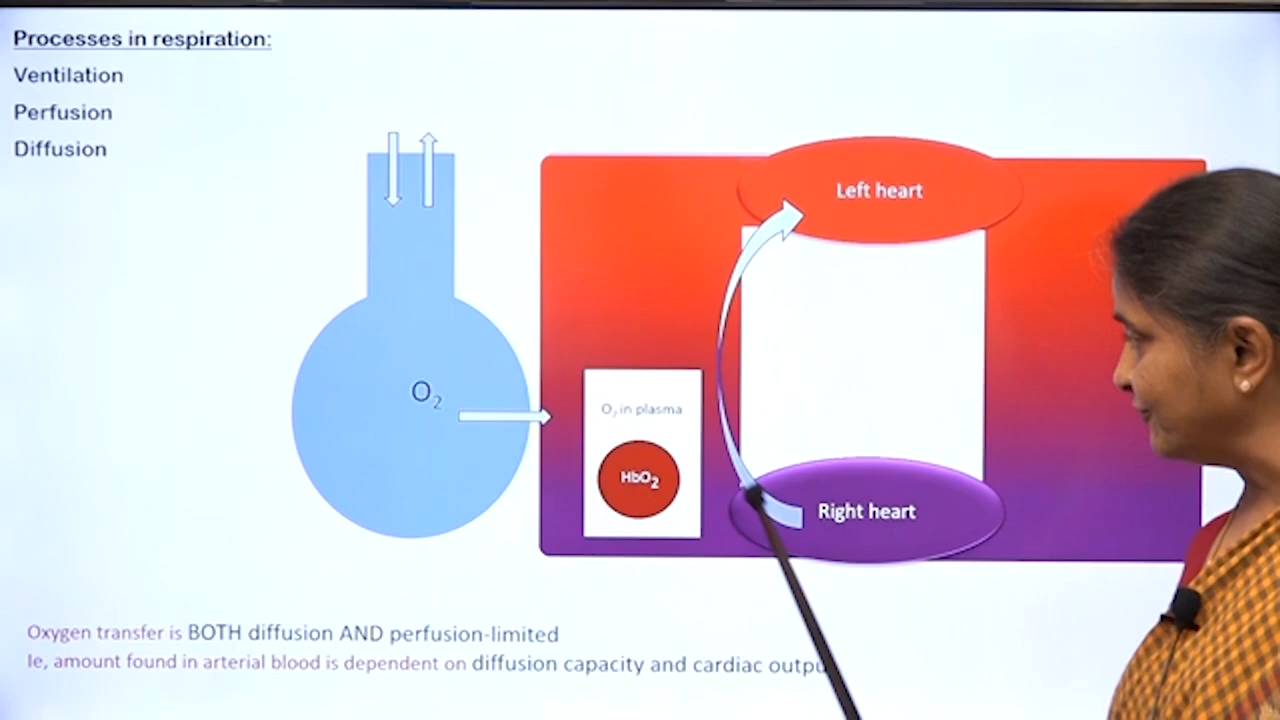 Processes in respiration:
Ventilation
Perfusion
Diffusion
Left heart
O₂
O₂ in plasma
HbO₂
Right heart
Oxygen transfer is BOTH diffusion AND perfusion-limited
Ie, amount found in arterial blood is dependent on diffusion capacity and cardiac outpu